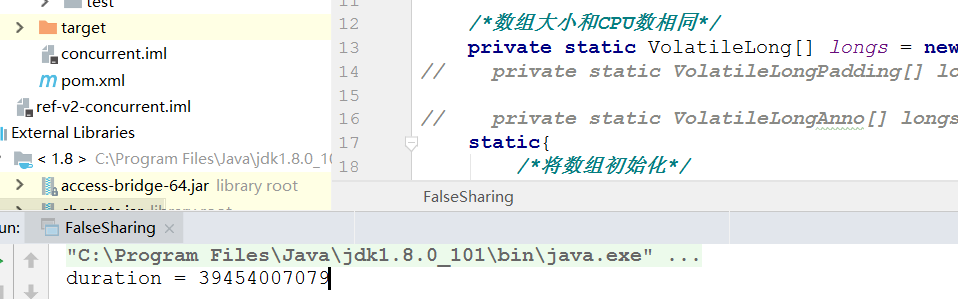 test
target
concurrent.iml
pom.xml
ref-v2-concurrent.iml
External Libraries
< 1.8 > C:\Program Files\Java\jdk1.8.0_10
access-bridge-64.jar library root
11
12 /*数组大小和CPU数相同*/
13 private static VolatileLong[] longs = new
14 // private static VolatileLongPadding[] lo
15
16 // private static VolatileLongAnno[] longs
17 static{
18 /*将数组初始化*/
FalseSharing
un: FalseSharing ×
"C:\Program Files\Java\jdk1.8.0_101\bin\java.exe" ...
duration = 39454007079